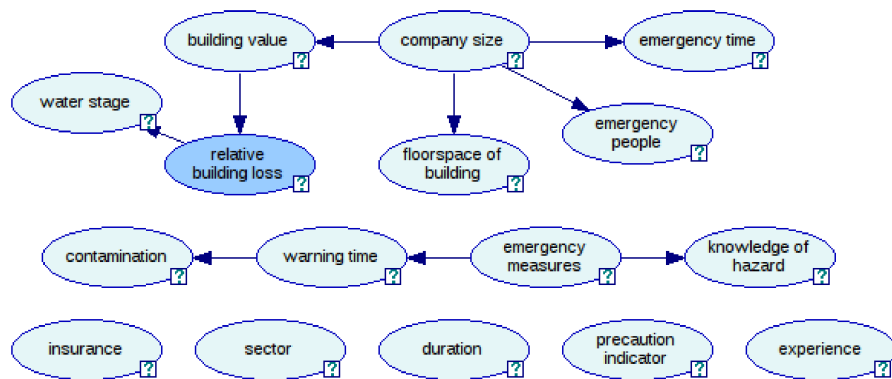 building value
?
company size
?
emergency time
?
water stage
?
relative
building loss
?
floorspace of
building
?
emergency
people
?
contamination
?
warning time
?
emergency
measures
?
knowledge of
hazard
?
insurance
?
sector
?
duration
?
precaution
indicator
?
experience
?